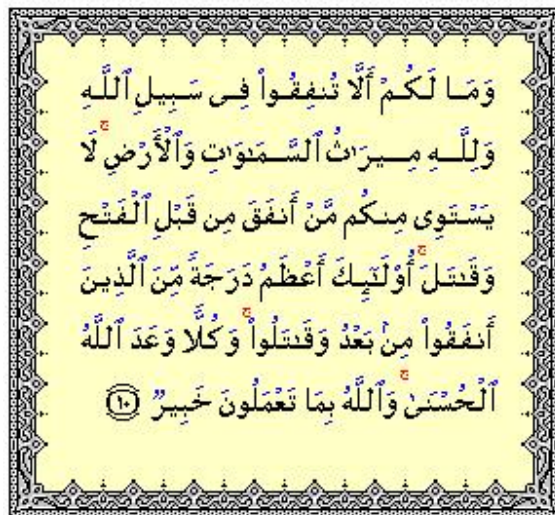 وَمَا لَكُمْ أَلَّا تُنفِقُوا۟ فِى سَبِيلِ ٱللَّهِ
وَلِلَّهِ مِيرَٰثُ ٱلسَّمَـٰوَٰتِ وَٱلْأَرْضِ ۚ لَا
يَسْتَوِى مِنكُم مَّنْ أَنفَقَ مِن قَبْلِ ٱلْفَتْحِ
وَقَـٰتَلَ ۚ أُو۟لَـٰٓئِكَ أَعْظَمُ دَرَجَةً مِّنَ ٱلَّذِينَ
أَنفَقُوا۟ مِنۢ بَعْدُ وَقَـٰتَلُوا۟ ۚ وَكُلًّا وَعَدَ ٱللَّهُ
ٱلْحُسْنَىٰ ۚ وَٱللَّهُ بِمَا تَعْمَلُونَ خَبِيرٌ ۝١٠